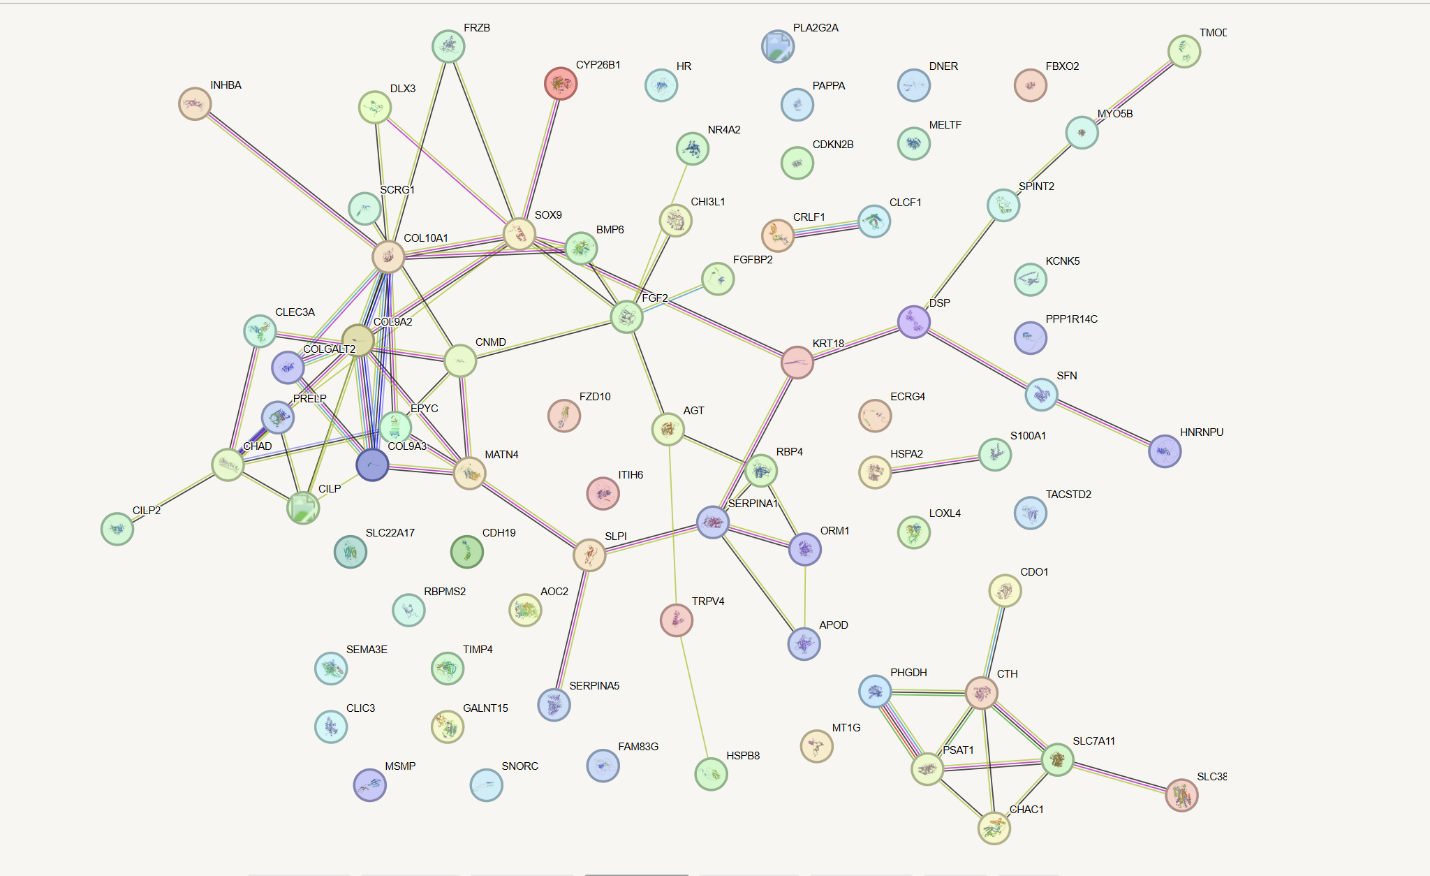 FRZB
PLA2G2A
TMOD
CYP26B1
HR
DNER
FBXO2
INHBA
DLX3
PAPPA
MYO5B
NR4A2
MELTF
CDKN2B
SCRG1
SPINT2
CHI3L1
CLCF1
SOX9
CRLF1
BMP6
COL10A1
FGFBP2
KCNK5
FGF2
DSP
CLEC3A
COL9A2
PPP1R14C
CNMD
KRT18
COLGALT2
SFN
PRELP
FZD10
ECRG4
EPYC
AGT
HNRNPU
S100A1
CHAD
COL9A3
MATN4
RBP4
HSPA2
ITIH6
CILP
TACSTD2
CILP2
SERPINA1
LOXL4
SLC22A17
CDH19
SLPI
ORM1
CDO1
RBPMS2
AOC2
TRPV4
APOD
SEMA3E
TIMP4
PHGDH
CTH
SERPINA5
CLIC3
GALNT15
MT1G
SLC7A11
FAM83G
HSPB8
PSAT1
MSMP
SNORC
SLC38
CHAC1